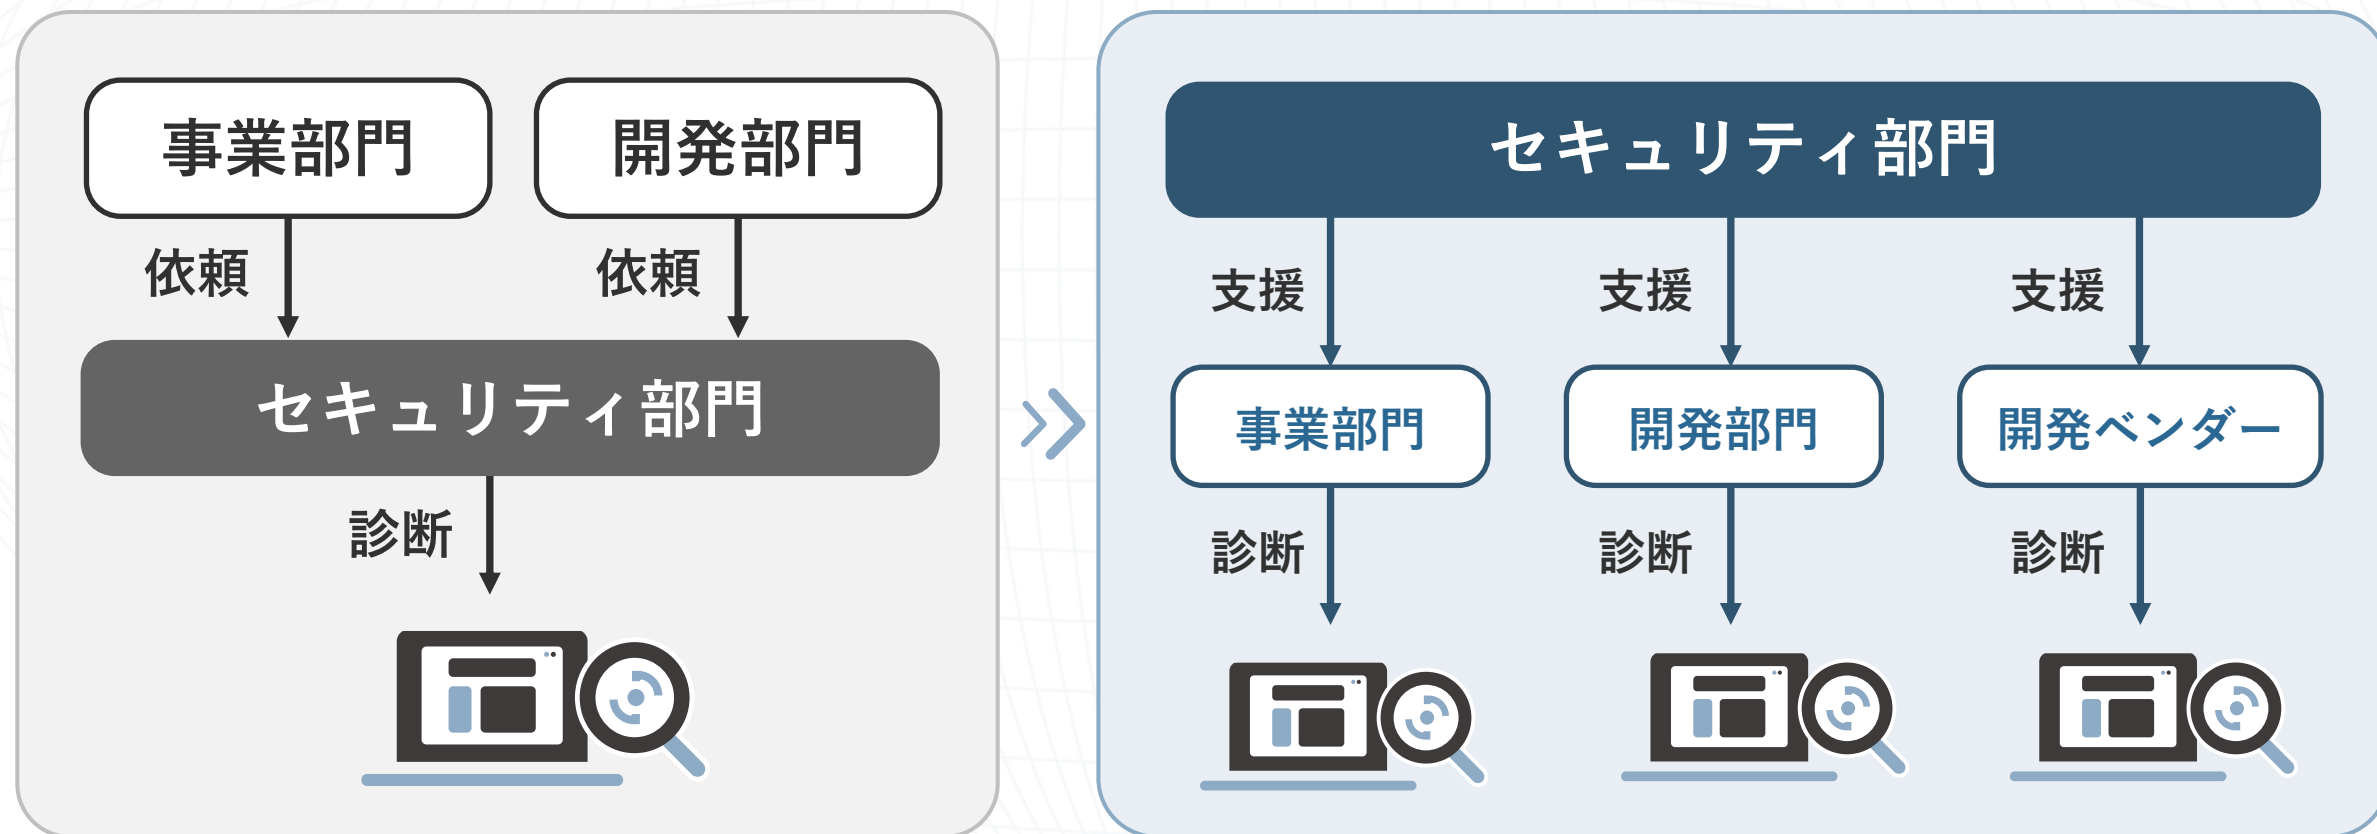 事業部門
開発部門
依頼
依頼
セキュリティ部門
診断
セキュリティ部門
支援
支援
支援
事業部門
開発部門
開発ベンダー
診断
診断
診断